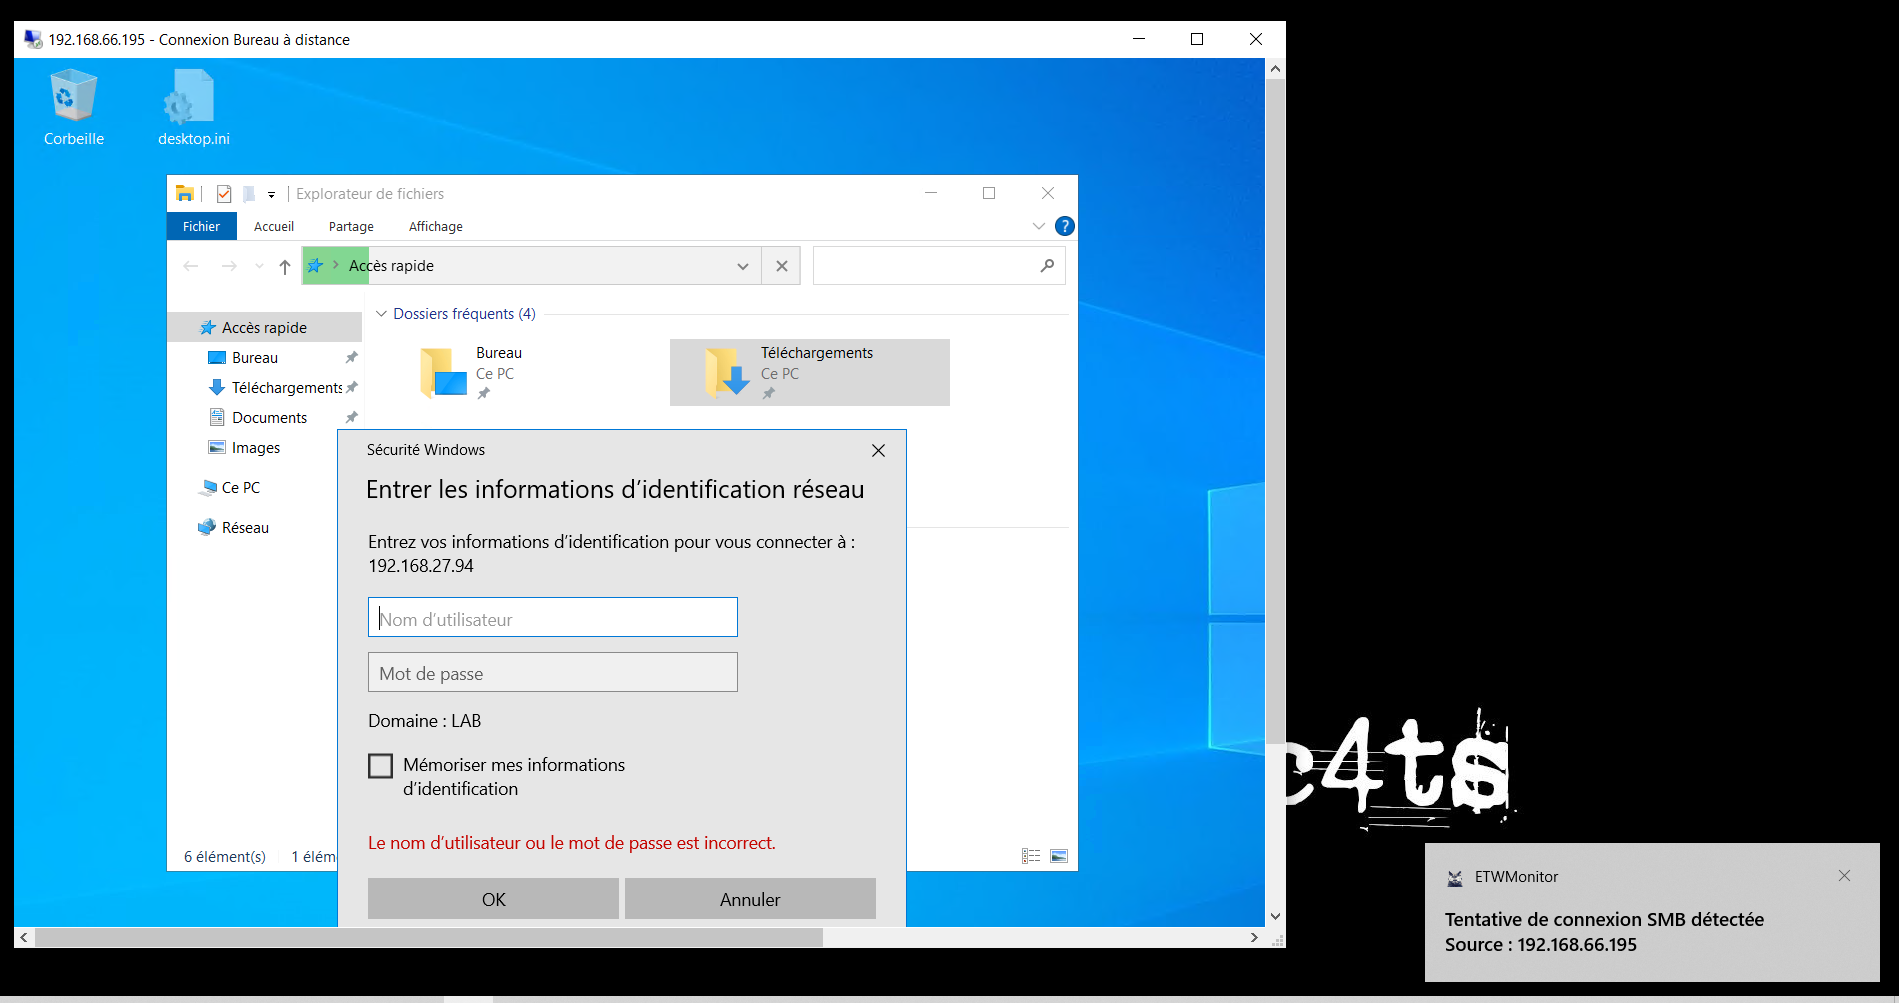 192.168.66.195 - Connexion Bureau à distance
Corbeille
desktop.ini
Explorateur de fichiers
Fichier
Accueil
Partage
Affichage
?
Accès rapide
Dossiers fréquents (4)
Accès rapide
Bureau
Téléchargements
Documents
Images
Ce PC
Réseau
Bureau
Ce PC
Téléchargements
Ce PC
Sécurité Windows
Entrer les informations d’identification réseau
Entrez vos informations d’identification pour vous connecter à :
192.168.27.94
Nom d’utilisateur
Mot de passe
Domaine : LAB
Mémoriser mes informations
d’identification
Le nom d’utilisateur ou le mot de passe est incorrect.
OK
Annuler
6 élément(s)
1 élém
c4ts
ETWMonitor
Tentative de connexion SMB détectée
Source : 192.168.66.195